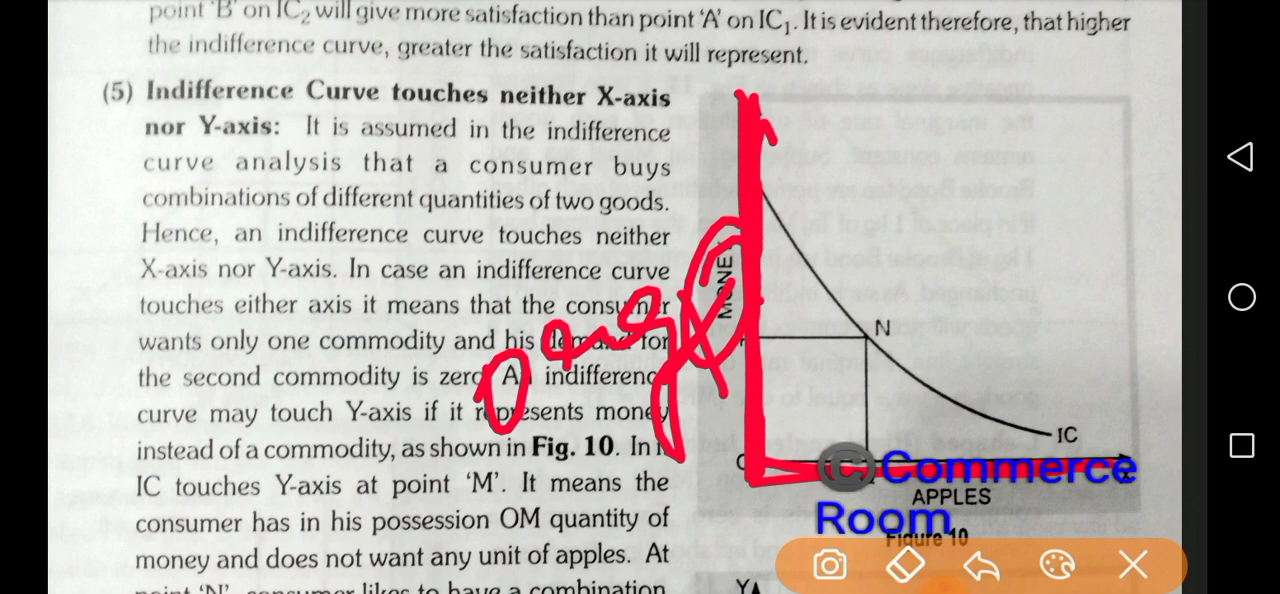 point 'B' on IC₂ will give more satisfaction than point 'A' on IC₁. It is evident therefore, that higher
the indifference curve, greater the satisfaction it will represent.
(5) Indifference Curve touches neither X-axis
nor Y-axis: It is assumed in the indifference
curve analysis that a consumer buys
combinations of different quantities of two goods.
Hence, an indifference curve touches neither
X-axis nor Y-axis. In case an indifference curve
touches either axis it means that the consumer
wants only one commodity and his demand for
the second commodity is zero. An indifference
curve may touch Y-axis if it represents money
instead of a commodity, as shown in Fig. 10. In
IC touches Y-axis at point 'M'. It means the
consumer has in his possession OM quantity of
money and does not want any unit of apples. At
point 'N' consumer likes to have a combination
N
IC
APPLES
Figure 10
Y
© Commerce
Room